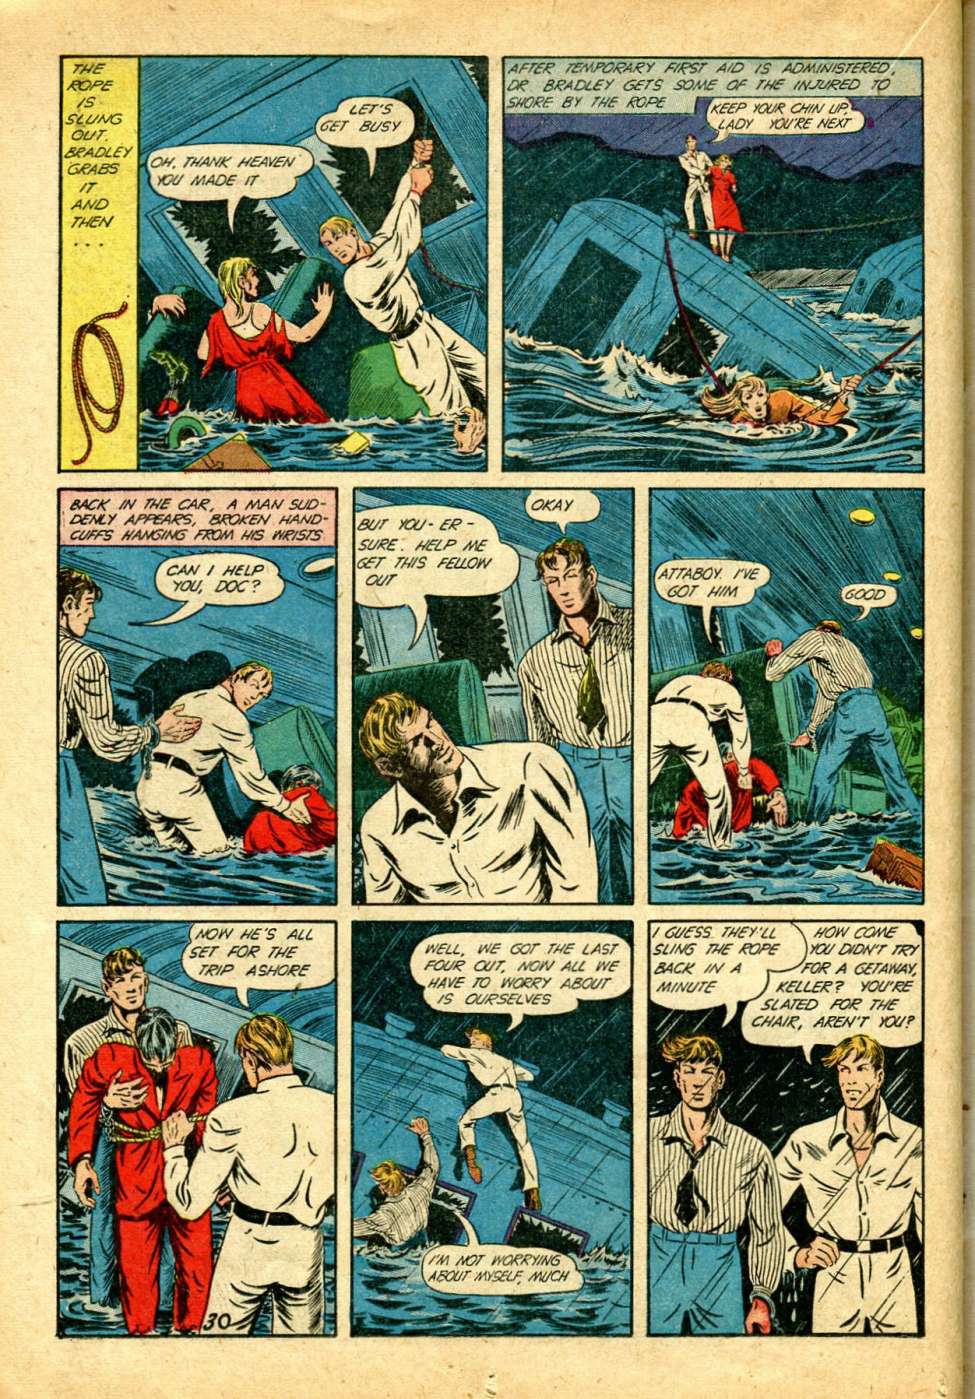 THE
ROPE
IS
SLUNG
OUT.
BRADLEY
GRABS
IT
AND
THEN
. . .
OH, THANK HEAVEN
YOU MADE IT
LET'S
GET BUSY
AFTER TEMPORARY FIRST AID IS ADMINISTERED,
DR. BRADLEY GETS SOME OF THE INJURED TO
SHORE BY THE ROPE
KEEP YOUR CHIN UP,
LADY YOU'RE NEXT
BACK IN THE CAR, A MAN SUD-
DENLY APPEARS, BROKEN HAND-
CUFFS HANGING FROM HIS WRISTS
CAN I HELP
YOU, DOC?
BUT YOU- ER -
SURE. HELP ME
GET THIS FELLOW
OUT
OKAY
ATTABOY. I'VE
GOT HIM
GOOD
NOW HE'S ALL
SET FOR THE
TRIP ASHORE
30
WELL, WE GOT THE LAST
FOUR OUT, NOW ALL WE
HAVE TO WORRY ABOUT
IS OURSELVES
I'M NOT WORRYING
ABOUT MYSELF, MUCH
I GUESS THEY'LL
SLING THE ROPE
BACK IN A
MINUTE
HOW COME
YOU DIDN'T TRY
FOR A GETAWAY,
KELLER? YOU'RE
SLATED FOR THE
CHAIR, AREN'T YOU?